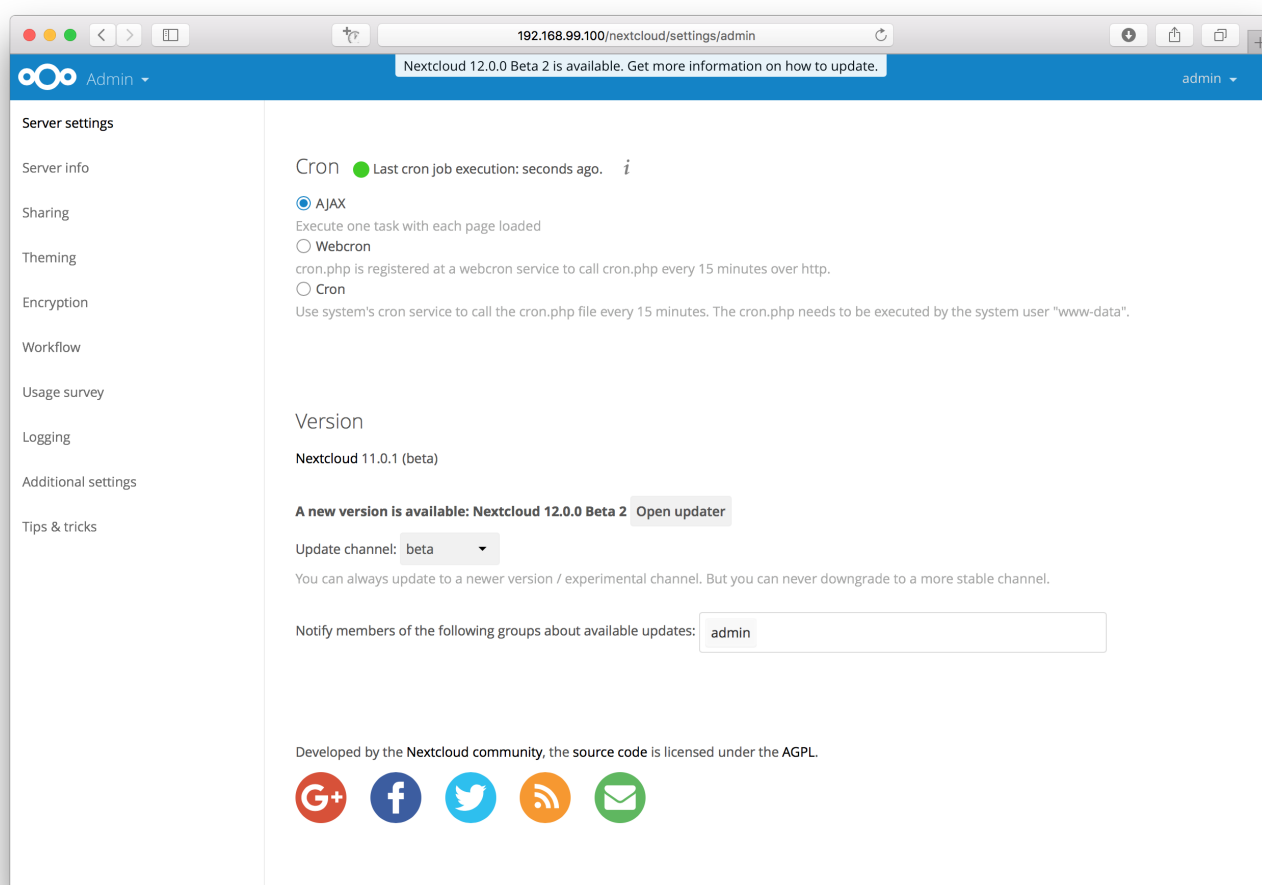 192.168.99.100/nextcloud/settings/admin
Nextcloud 12.0.0 Beta 2 is available. Get more information on how to update.
Admin
admin
Server settings
Server info
Sharing
Theming
Encryption
Workflow
Usage survey
Logging
Additional settings
Tips & tricks
Cron Last cron job execution: seconds ago. i
AJAX
Execute one task with each page loaded
Webcron
cron.php is registered at a webcron service to call cron.php every 15 minutes over http.
Cron
Use system's cron service to call the cron.php file every 15 minutes. The cron.php needs to be executed by the system user "www-data".
Version
Nextcloud 11.0.1 (beta)
A new version is available: Nextcloud 12.0.0 Beta 2 Open updater
Update channel: beta
You can always update to a newer version / experimental channel. But you can never downgrade to a more stable channel.
Notify members of the following groups about available updates: admin
Developed by the Nextcloud community, the source code is licensed under the AGPL.
G+ f